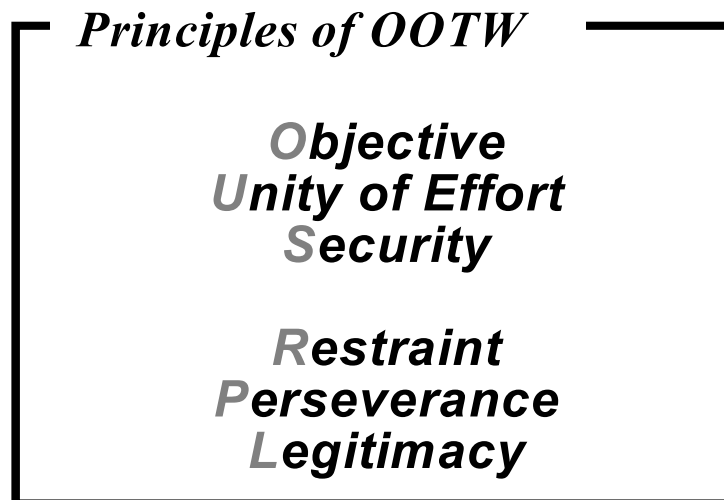 Principles of OOTW
Objective
Unity of Effort
Security
Restraint
Perseverance
Legitimacy